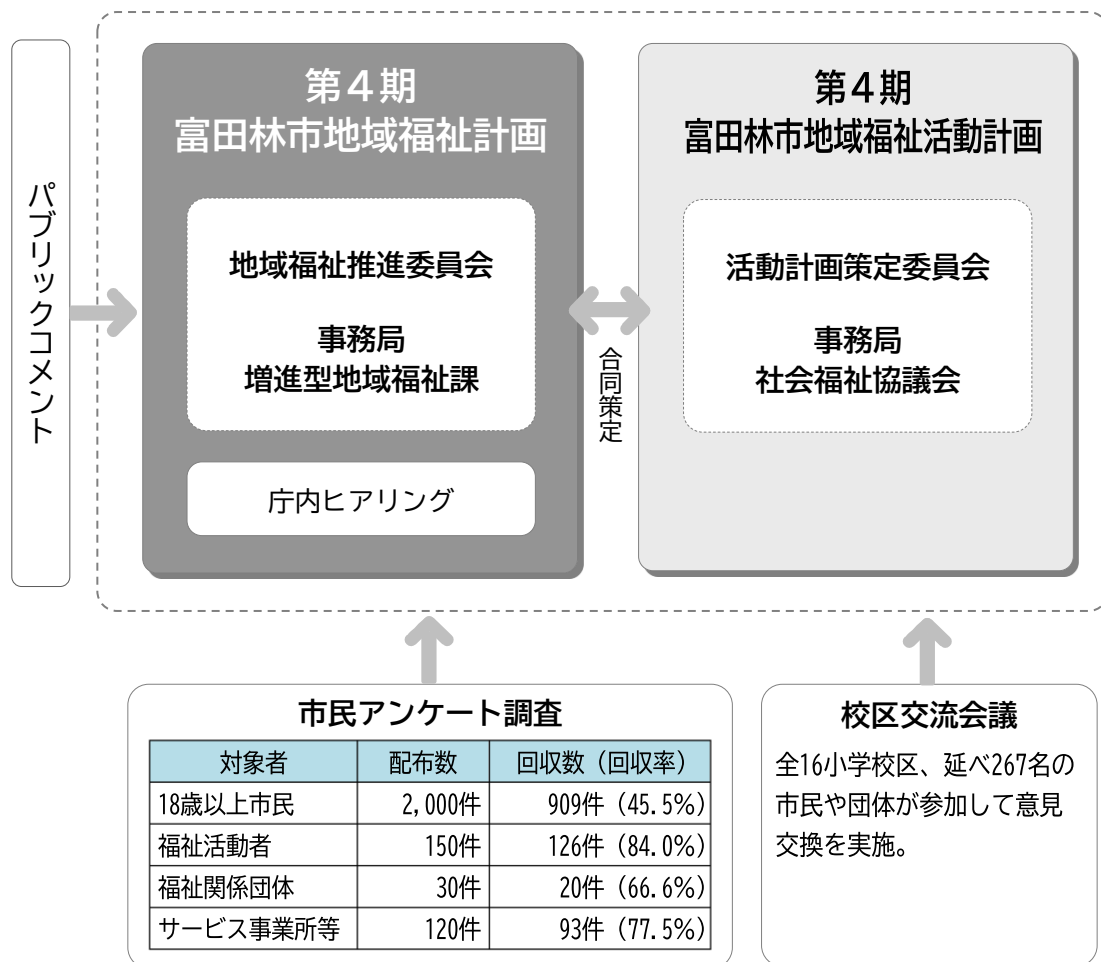 パブリックコメント
第4期
富田林市地域福祉計画
地域福祉推進委員会
事務局
増進型地域福祉課
庁内ヒアリング
合同策定
第4期
富田林市地域福祉活動計画
活動計画策定委員会
事務局
社会福祉協議会
市民アンケート調査
対象者 配布数 回収数（回収率）
18歳以上市民 2,000件 909件（45.5%）
福祉活動者 150件 126件（84.0%）
福祉関係団体 30件 20件（66.6%）
サービス事業所等 120件 93件（77.5%）
校区交流会議
全16小学校区、延べ267名の
市民や団体が参加して意見
交換を実施。